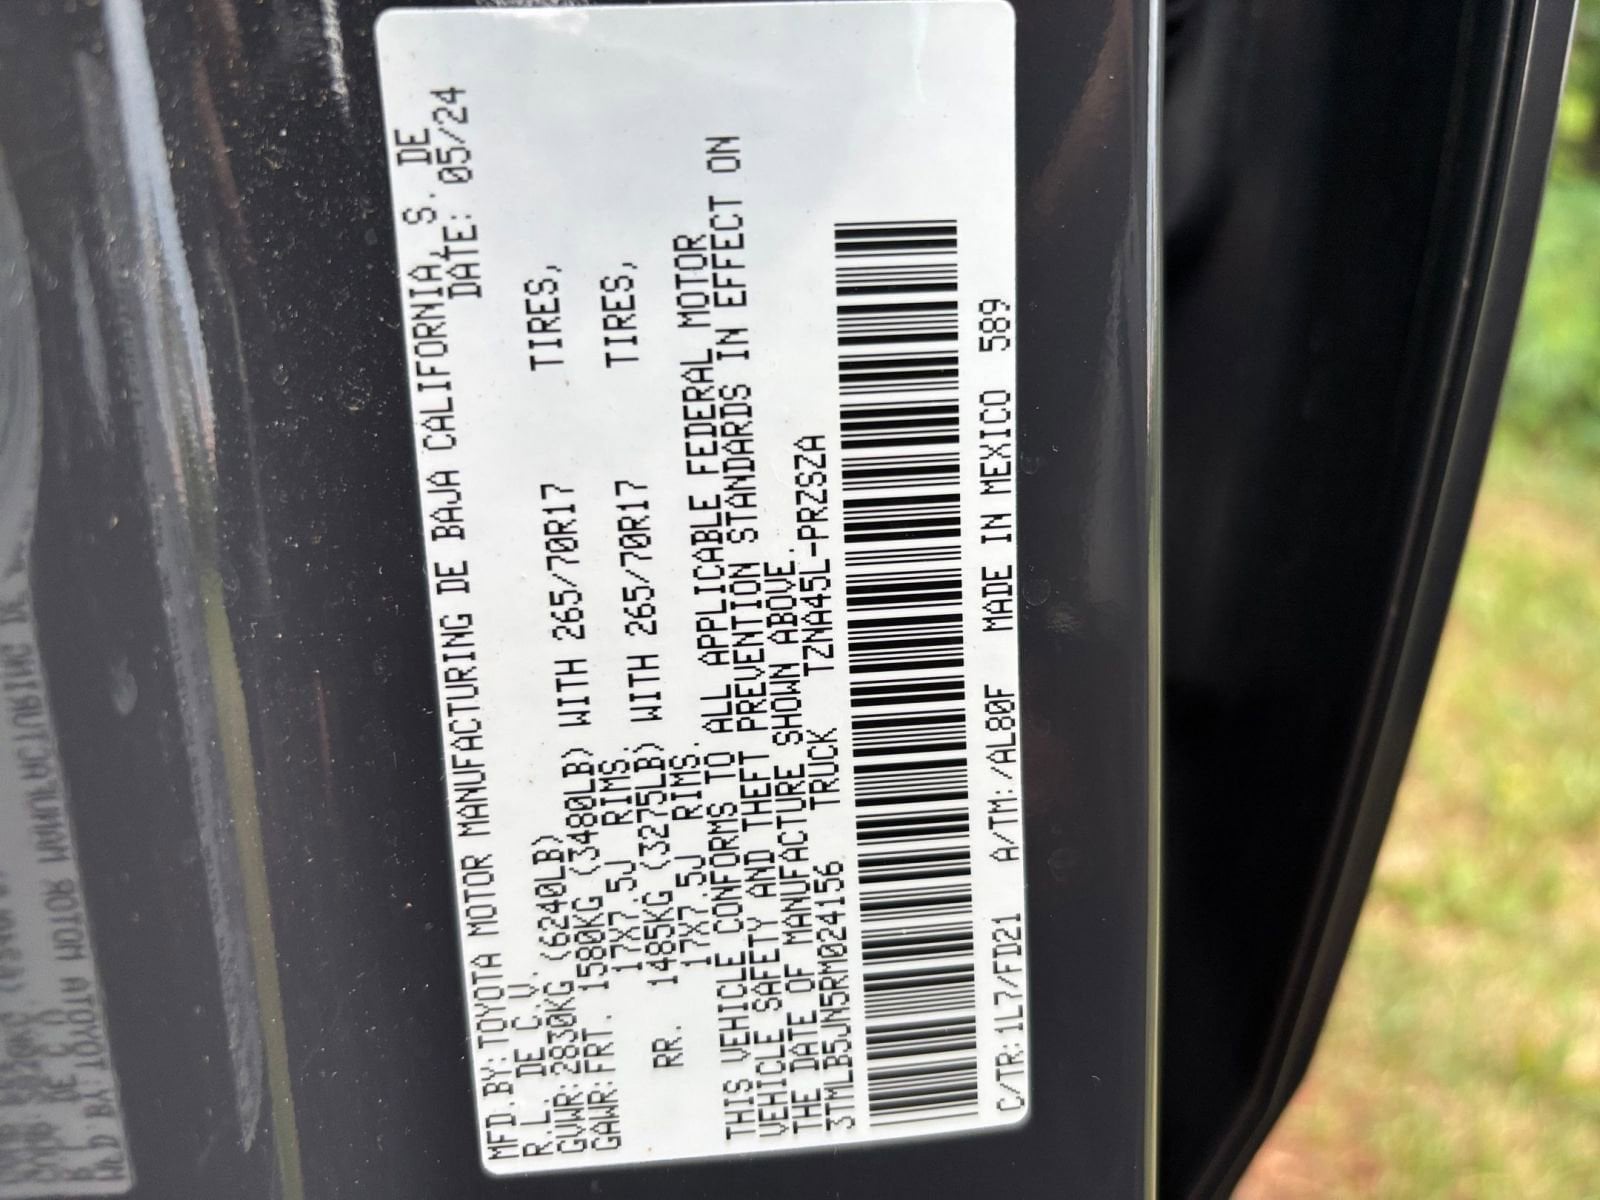 MFD.BY:TOYOTA MOTOR MANUFACTURING DE BAJA CALIFORNIA,S. DE
R.L. DE C.V. DATE: 05/24
GVWR:2830KG (6240LB)
GAWR:FRT. 1580KG (3480LB) WITH 265/70R17 TIRES,
17X7.5J RIMS.
RR. 1485KG (3275LB) WITH 265/70R17 TIRES,
17X7.5J RIMS.
THIS VEHICLE CONFORMS TO ALL APPLICABLE FEDERAL MOTOR
VEHICLE SAFETY AND THEFT PREVENTION STANDARDS IN EFFECT ON
THE DATE OF MANUFACTURE SHOWN ABOVE.
3TMLB5JN5RM024156 TRUCK TZNA45L-PRZSZA
C/TR:1L7/FD21 A/TM:/AL80F MADE IN MEXICO 589